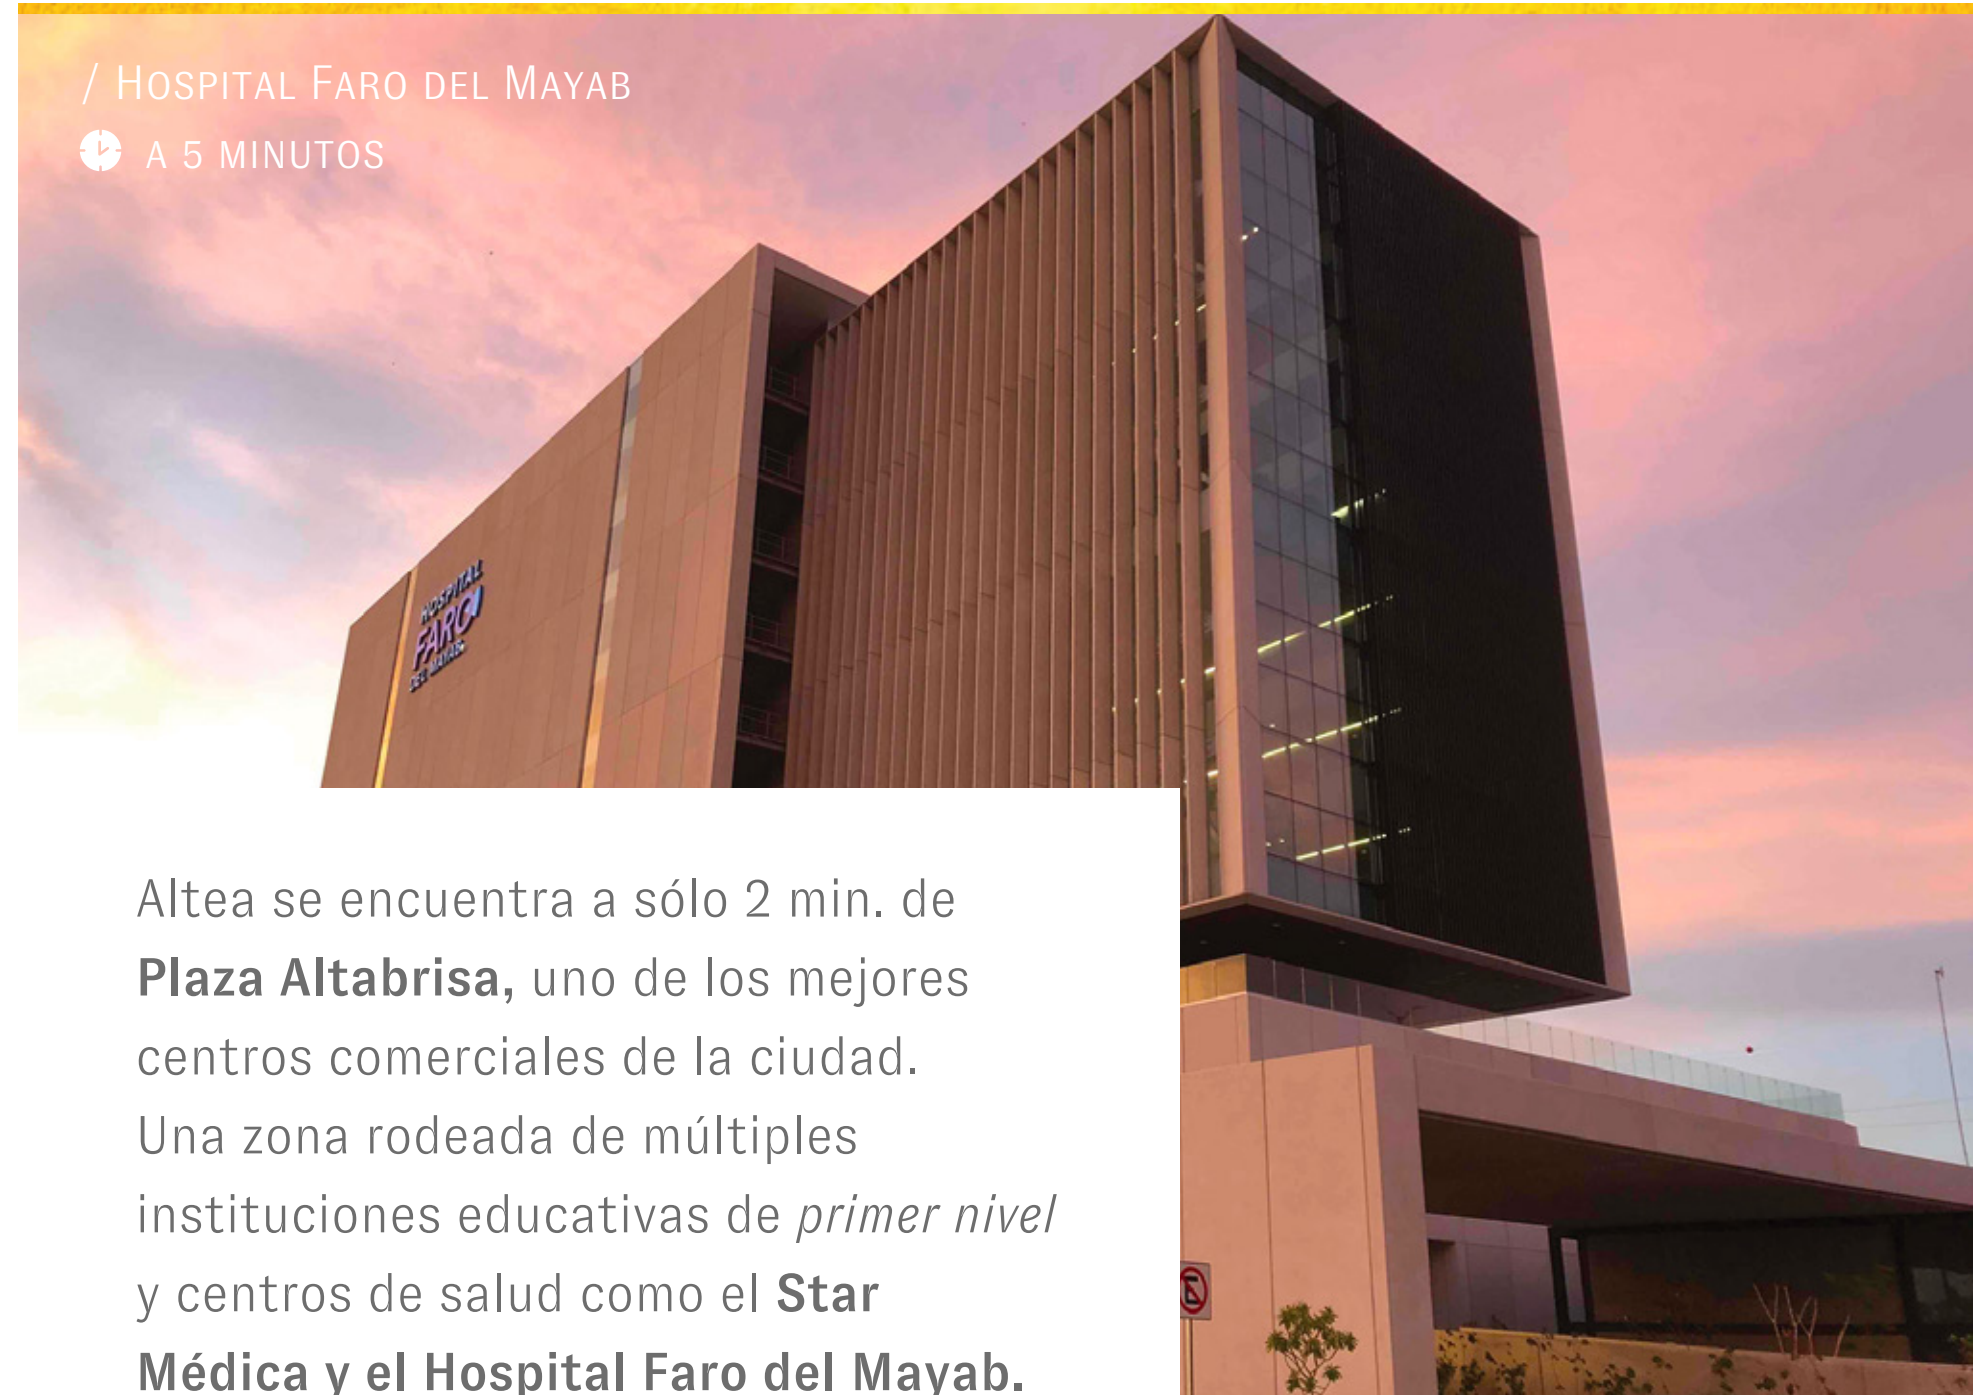 / HOSPITAL FARO DEL MAYAB
A 5 MINUTOS
HOSPITAL
FARO
DEL MAYAB
Altea se encuentra a sólo 2 min. de
Plaza Altabrisa, uno de los mejores
centros comerciales de la ciudad.
Una zona rodeada de múltiples
instituciones educativas de primer nivel
y centros de salud como el Star
Médica y el Hospital Faro del Mayab.